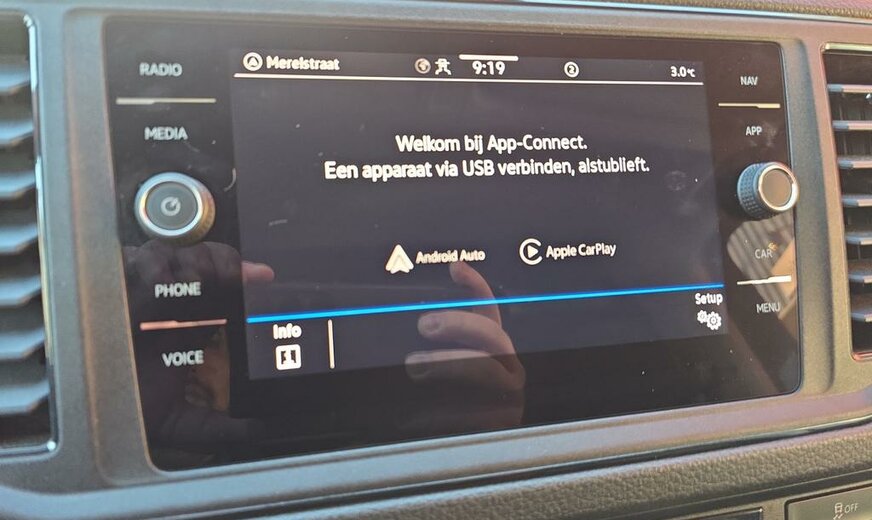 RADIO
MEDIA
PHONE
VOICE
A Merelstraat
9:19
2
3.0°C
Welkom bij App-Connect.
Een apparaat via USB verbinden, alstublieft.
Android Auto
Apple CarPlay
Info
Setup
NAV
APP
CAR
MENU
OFF